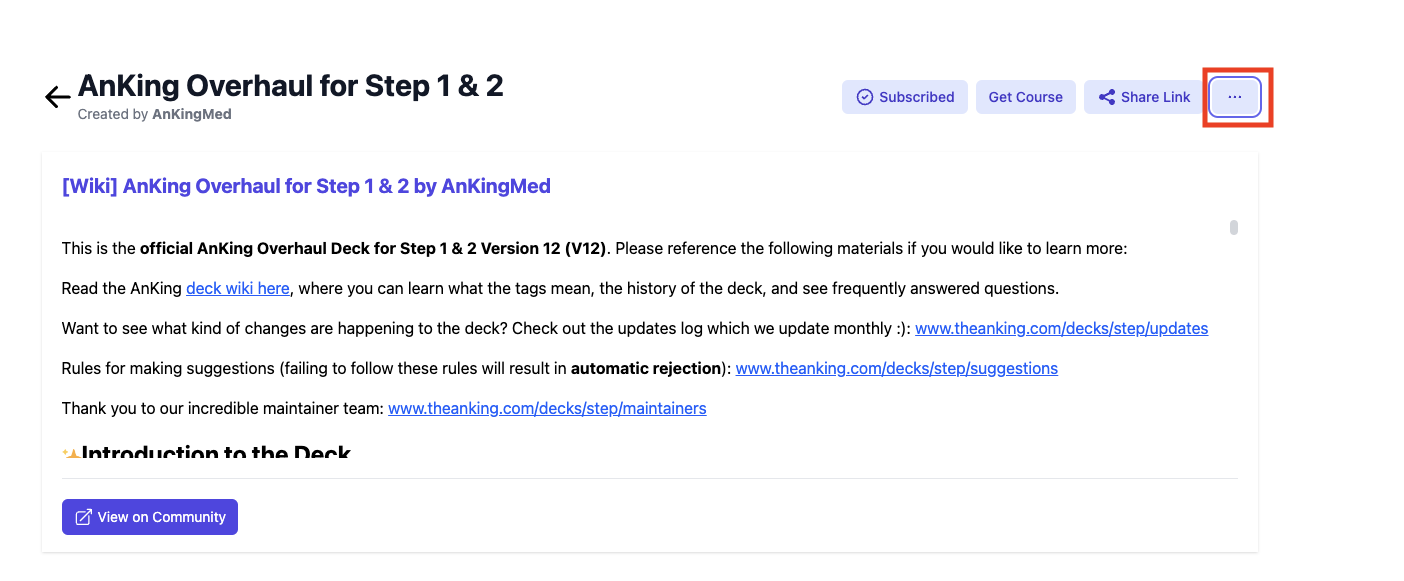 AnKing Overhaul for Step 1 & 2
Created by AnKingMed
Subscribed
Get Course
Share Link
...
[Wiki] AnKing Overhaul for Step 1 & 2 by AnKingMed
This is the official AnKing Overhaul Deck for Step 1 & 2 Version 12 (V12). Please reference the following materials if you would like to learn more:
Read the AnKing deck wiki here, where you can learn what the tags mean, the history of the deck, and see frequently answered questions.
Want to see what kind of changes are happening to the deck? Check out the updates log which we update monthly :): www.theanking.com/decks/step/updates
Rules for making suggestions (failing to follow these rules will result in automatic rejection): www.theanking.com/decks/step/suggestions
Thank you to our incredible maintainer team: www.theanking.com/decks/step/maintainers
✨Introduction to the Deck
View on Community